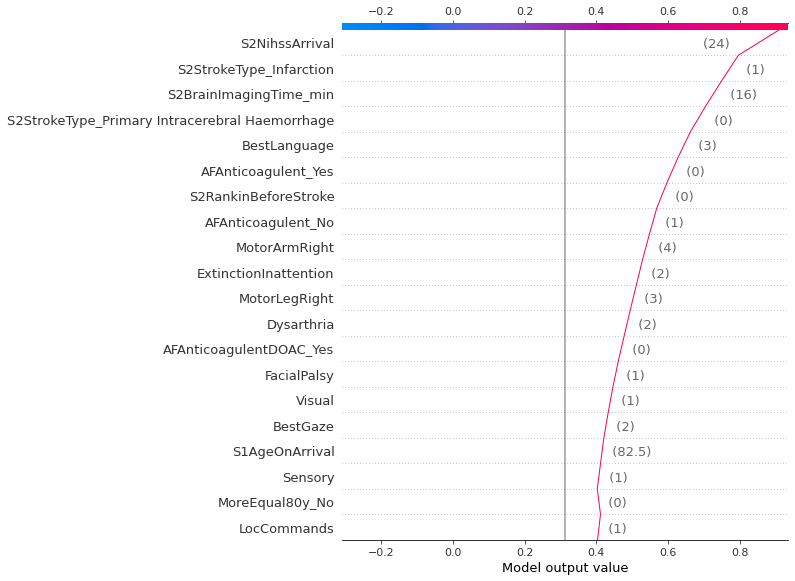 −0.2 0.0 0.2 0.4 0.6 0.8
S2NihssArrival (24)
S2StrokeType_Infarction (1)
S2BrainImagingTime_min (16)
S2StrokeType_Primary Intracerebral Haemorrhage (0)
BestLanguage (3)
AFAnticoagulent_Yes (0)
S2RankinBeforeStroke (0)
AFAnticoagulent_No (1)
MotorArmRight (4)
ExtinctionInattention (2)
MotorLegRight (3)
Dysarthria (2)
AFAnticoagulentDOAC_Yes (0)
FacialPalsy (1)
Visual (1)
BestGaze (2)
S1AgeOnArrival (82.5)
Sensory (1)
MoreEqual80y_No (0)
LocCommands (1)
−0.2 0.0 0.2 0.4 0.6 0.8
Model output value